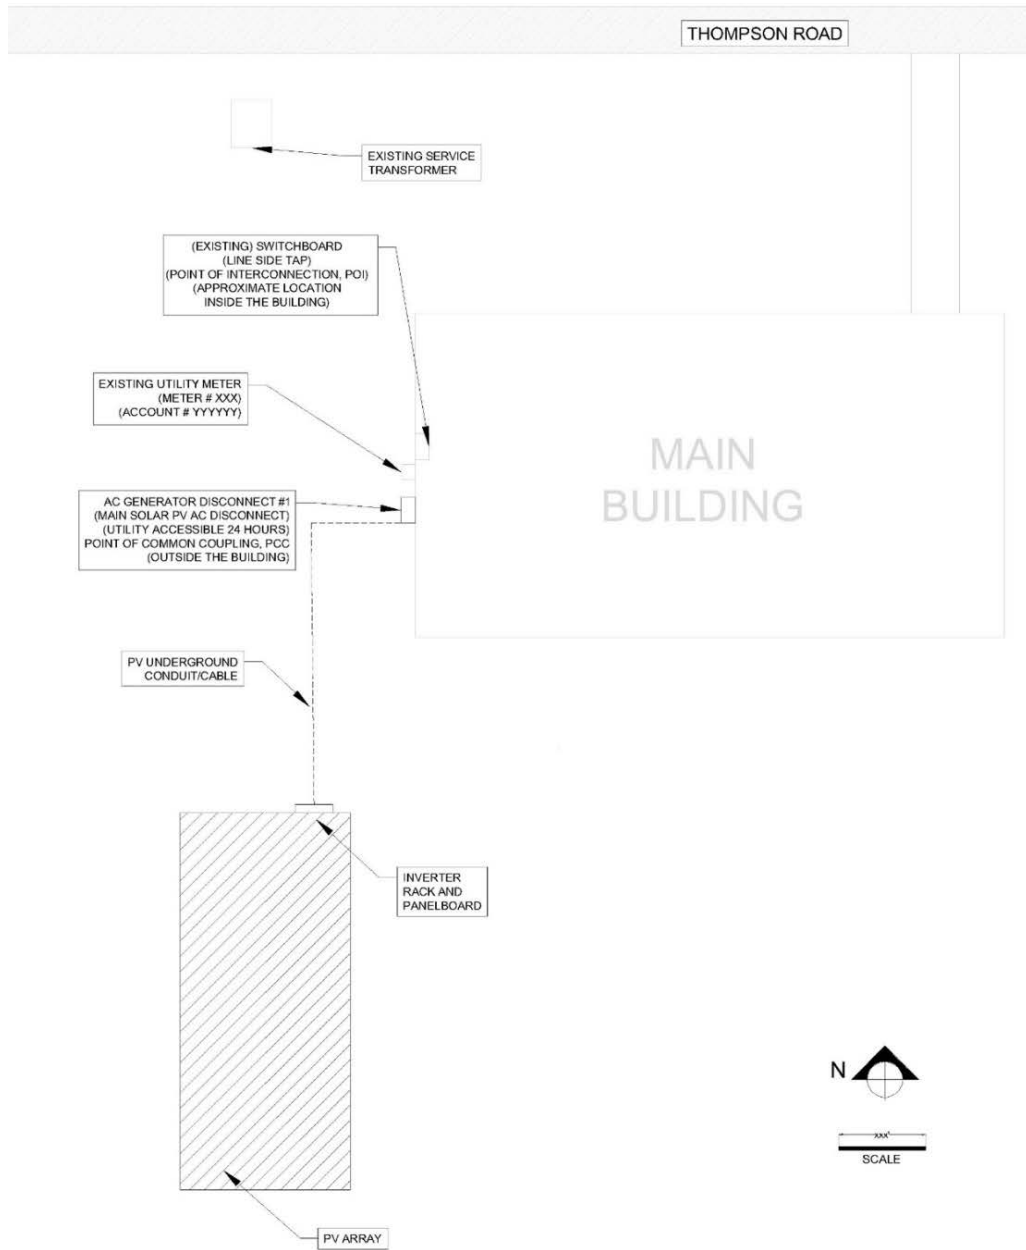 THOMPSON ROAD
EXISTING SERVICE
TRANSFORMER
(EXISTING) SWITCHBOARD
(LINE SIDE TAP)
(POINT OF INTERCONNECTION, POI)
(APPROXIMATE LOCATION
INSIDE THE BUILDING)
EXISTING UTILITY METER
(METER # XXX)
(ACCOUNT # YYYYYY)
MAIN
BUILDING
AC GENERATOR DISCONNECT #1
(MAIN SOLAR PV AC DISCONNECT)
(UTILITY ACCESSIBLE 24 HOURS)
POINT OF COMMON COUPLING, PCC
(OUTSIDE THE BUILDING)
PV UNDERGROUND
CONDUIT/CABLE
INVERTER
RACK AND
PANELBOARD
N
XXX'
SCALE
PV ARRAY